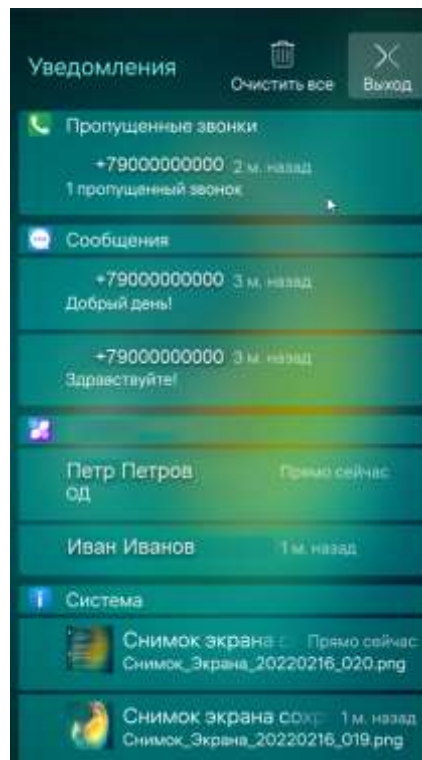 Уведомления
Очистить все
Выход
Пропущенные звонки
+79000000000 2 м. назад
1 пропущенный звонок
Сообщения
+79000000000 3 м. назад
Добрый день!
+79000000000 3 м. назад
Здравствуйте!
Петр Петров Прямо сейчас
од
Иван Иванов 1 м. назад
Система
Снимок экрана с Прямо сейчас
Снимок_Экрана_20220216_020.png
Снимок экрана сохр 1 м. назад
Снимок_Экрана_20220216_019.png